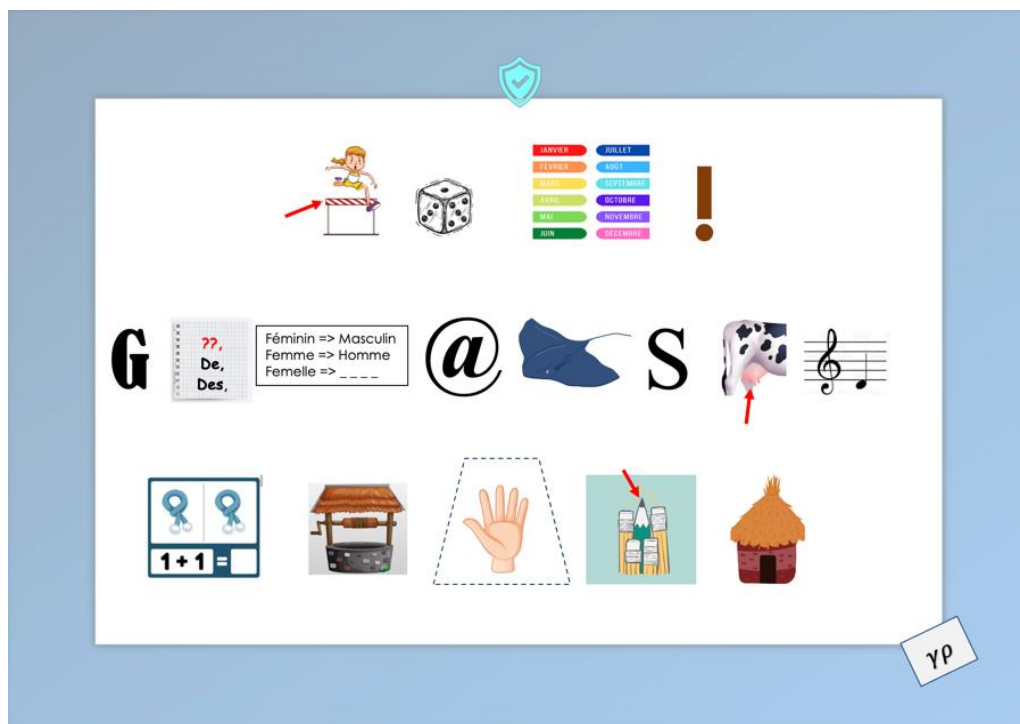 JANVIER JUILLET
FÉVRIER AOÛT
MARS SEPTEMBRE
AVRIL OCTOBRE
MAI NOVEMBRE
JUIN DÉCEMBRE
!
G
??,
De,
Des,
Féminin => Masculin
Femme => Homme
Femelle => _ _ _ _
@
S
1 + 1 =
γρ